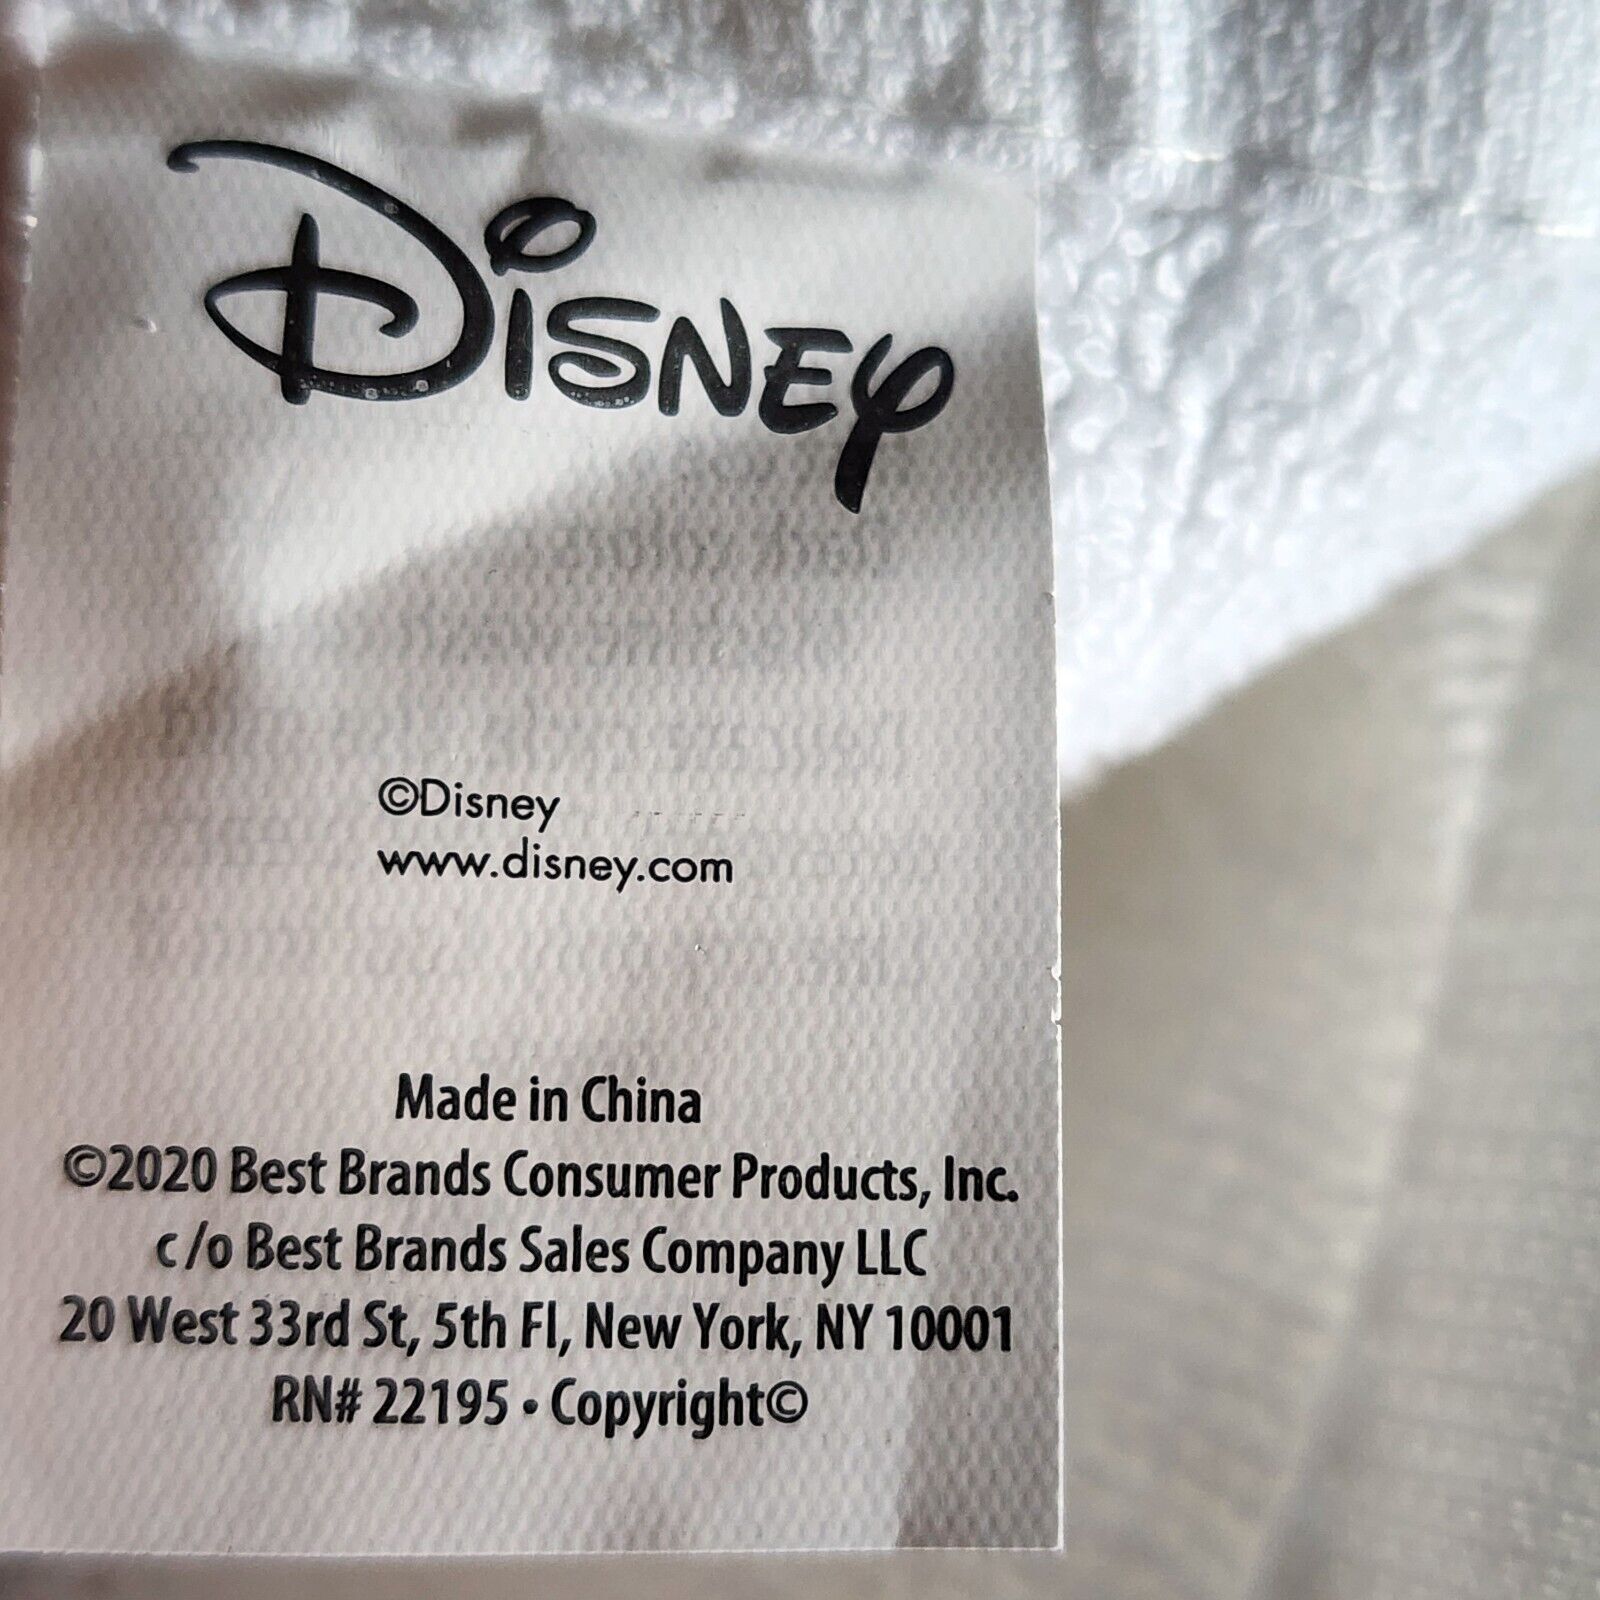 Disney
©Disney
www.disney.com
Made in China
©2020 Best Brands Consumer Products, Inc.
c/o Best Brands Sales Company LLC
20 West 33rd St, 5th Fl, New York, NY 10001
RN# 22195 • Copyright©